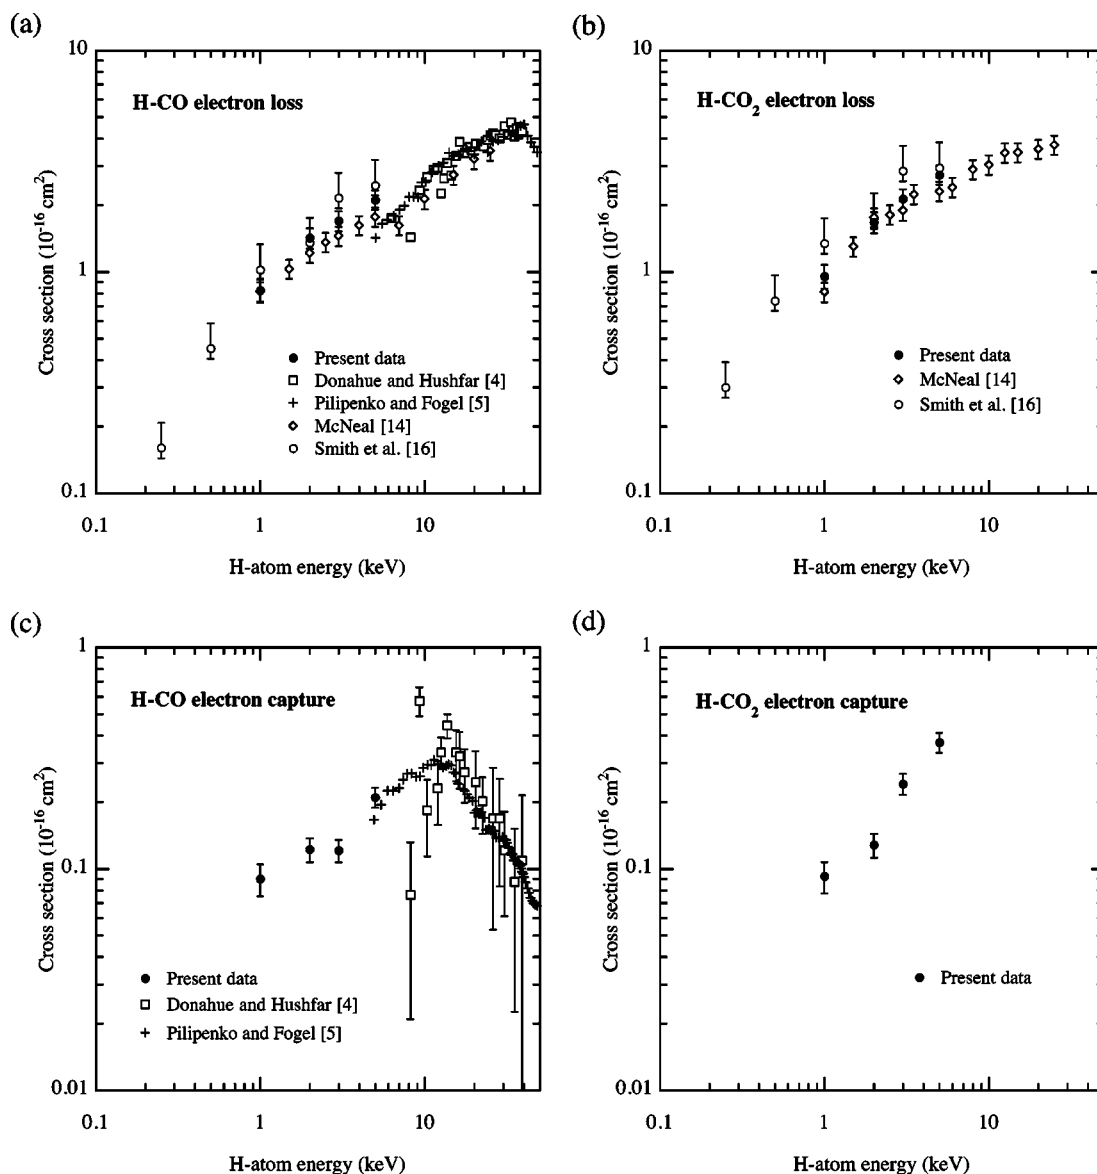 (a)
10
H-CO electron loss
Cross section (10⁻¹⁶ cm²)
1
Present data
Donahue and Hushfar [4]
Pilipenko and Fogel [5]
McNeal [14]
Smith et al. [16]
0.1
0.1 1 10
H-atom energy (keV)
(b)
10
H-CO₂ electron loss
Cross section (10⁻¹⁶ cm²)
1
Present data
McNeal [14]
Smith et al. [16]
0.1
0.1 1 10
H-atom energy (keV)
(c)
1
H-CO electron capture
Cross section (10⁻¹⁶ cm²)
0.1
Present data
Donahue and Hushfar [4]
Pilipenko and Fogel [5]
0.01
0.1 1 10
H-atom energy (keV)
(d)
1
H-CO₂ electron capture
Cross section (10⁻¹⁶ cm²)
0.1
Present data
0.01
0.1 1 10
H-atom energy (keV)